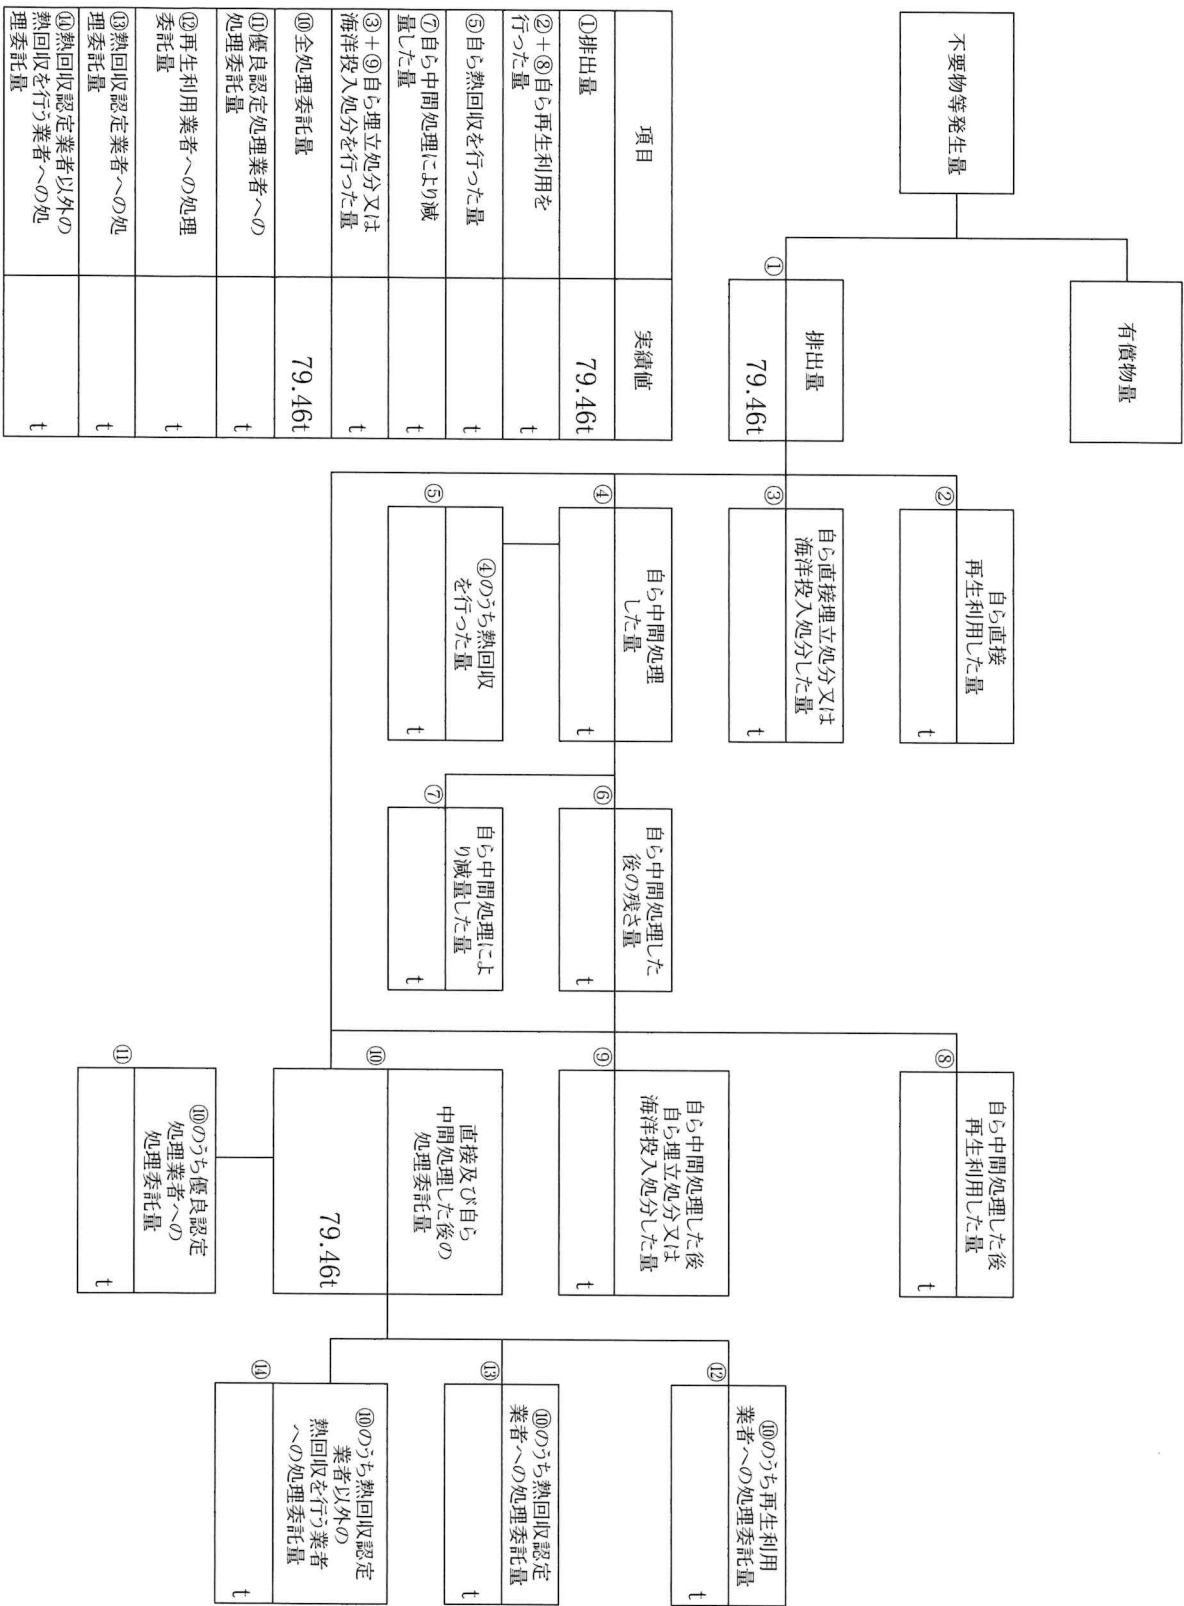 不要物等発生量
有償物量
①
排出量
79.46t
②
自ら直接
再生利用した量
t
③
自ら直接埋立処分又は
海洋投入処分した量
t
④
自ら中間処理
した量
t
⑤
④のうち熱回収
を行った量
t
⑥
自ら中間処理した
後の残さ量
t
⑦
自ら中間処理によ
り減量した量
t
⑧
自ら中間処理した後
再生利用した量
t
⑨
自ら中間処理した後
自ら埋立処分又は
海洋投入処分した量
t
⑩
直接及び自ら
中間処理した後の
処理委託量
79.46t
⑪
⑩のうち優良認定
処理業者への
処理委託量
t
⑫
⑩のうち再生利用
業者への処理委託量
t
⑬
⑩のうち熱回収認定
業者への処理委託量
t
⑭
⑩のうち熱回収認定
業者以外の
熱回収を行う業者
への処理委託量
t
項目
実績値
①排出量
79.46t
②+⑧自ら再生利用を
行った量
t
⑤自ら熱回収を行った量
t
⑦自ら中間処理により減
量した量
t
③+⑨自ら埋立処分又は
海洋投入処分を行った量
t
⑩全処理委託量
79.46t
⑪優良認定処理業者への
処理委託量
t
⑫再生利用業者への処理
委託量
t
⑬熱回収認定業者への処
理委託量
t
⑭熱回収認定業者以外の
熱回収を行う業者への処
理委託量
t